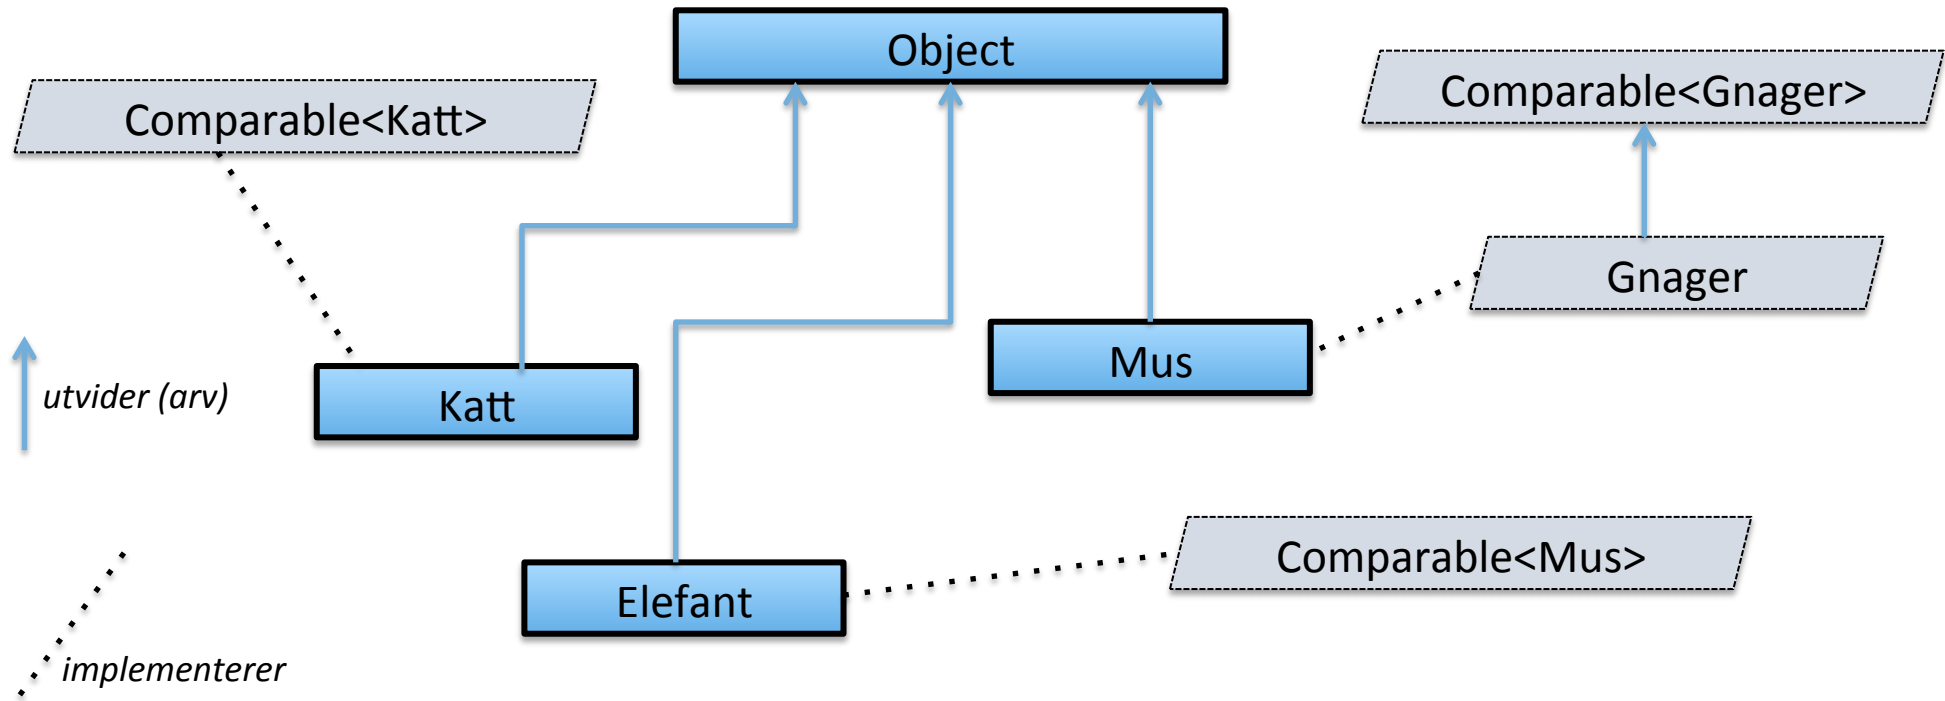 Object
Comparable<Katt>
Comparable<Gnager>
Gnager
Mus
Katt
utvider (arv)
Comparable<Mus>
Elefant
implementerer